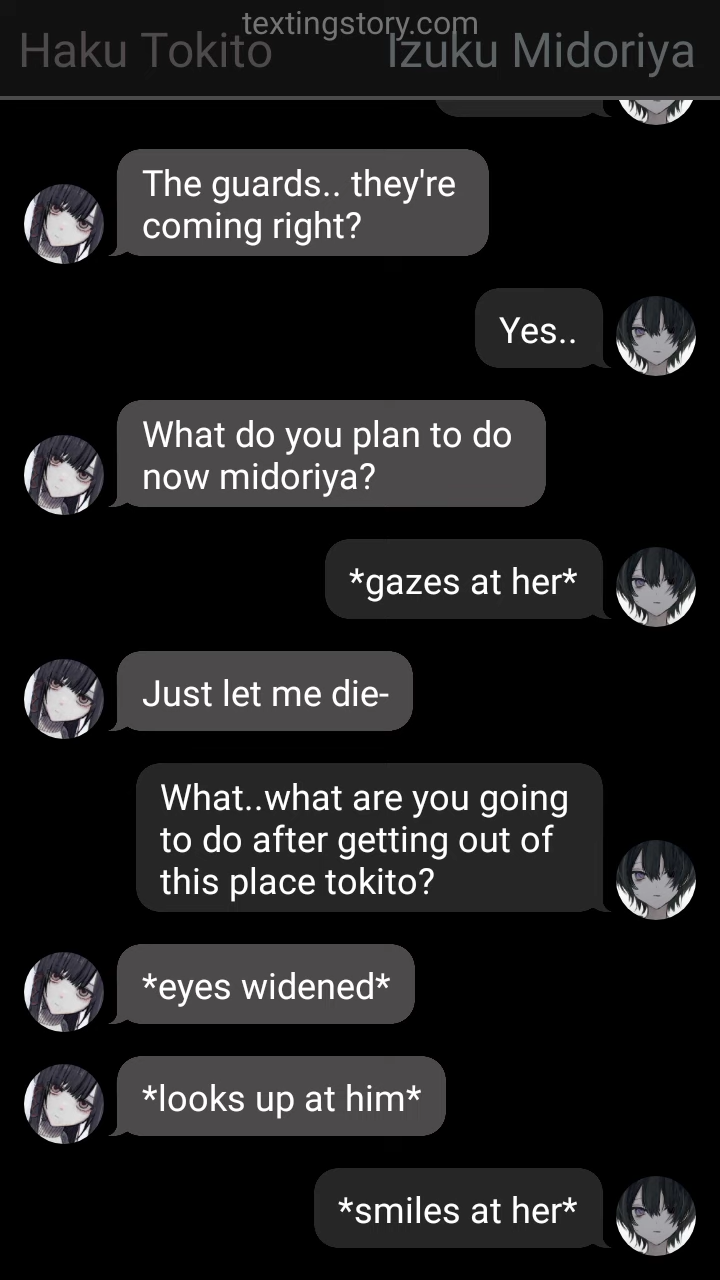 textingstory.com
Haku Tokito
Izuku Midoriya
The guards.. they're
coming right?
Yes..
What do you plan to do
now midoriya?
*gazes at her*
Just let me die-
What..what are you going
to do after getting out of
this place tokito?
*eyes widened*
*looks up at him*
*smiles at her*